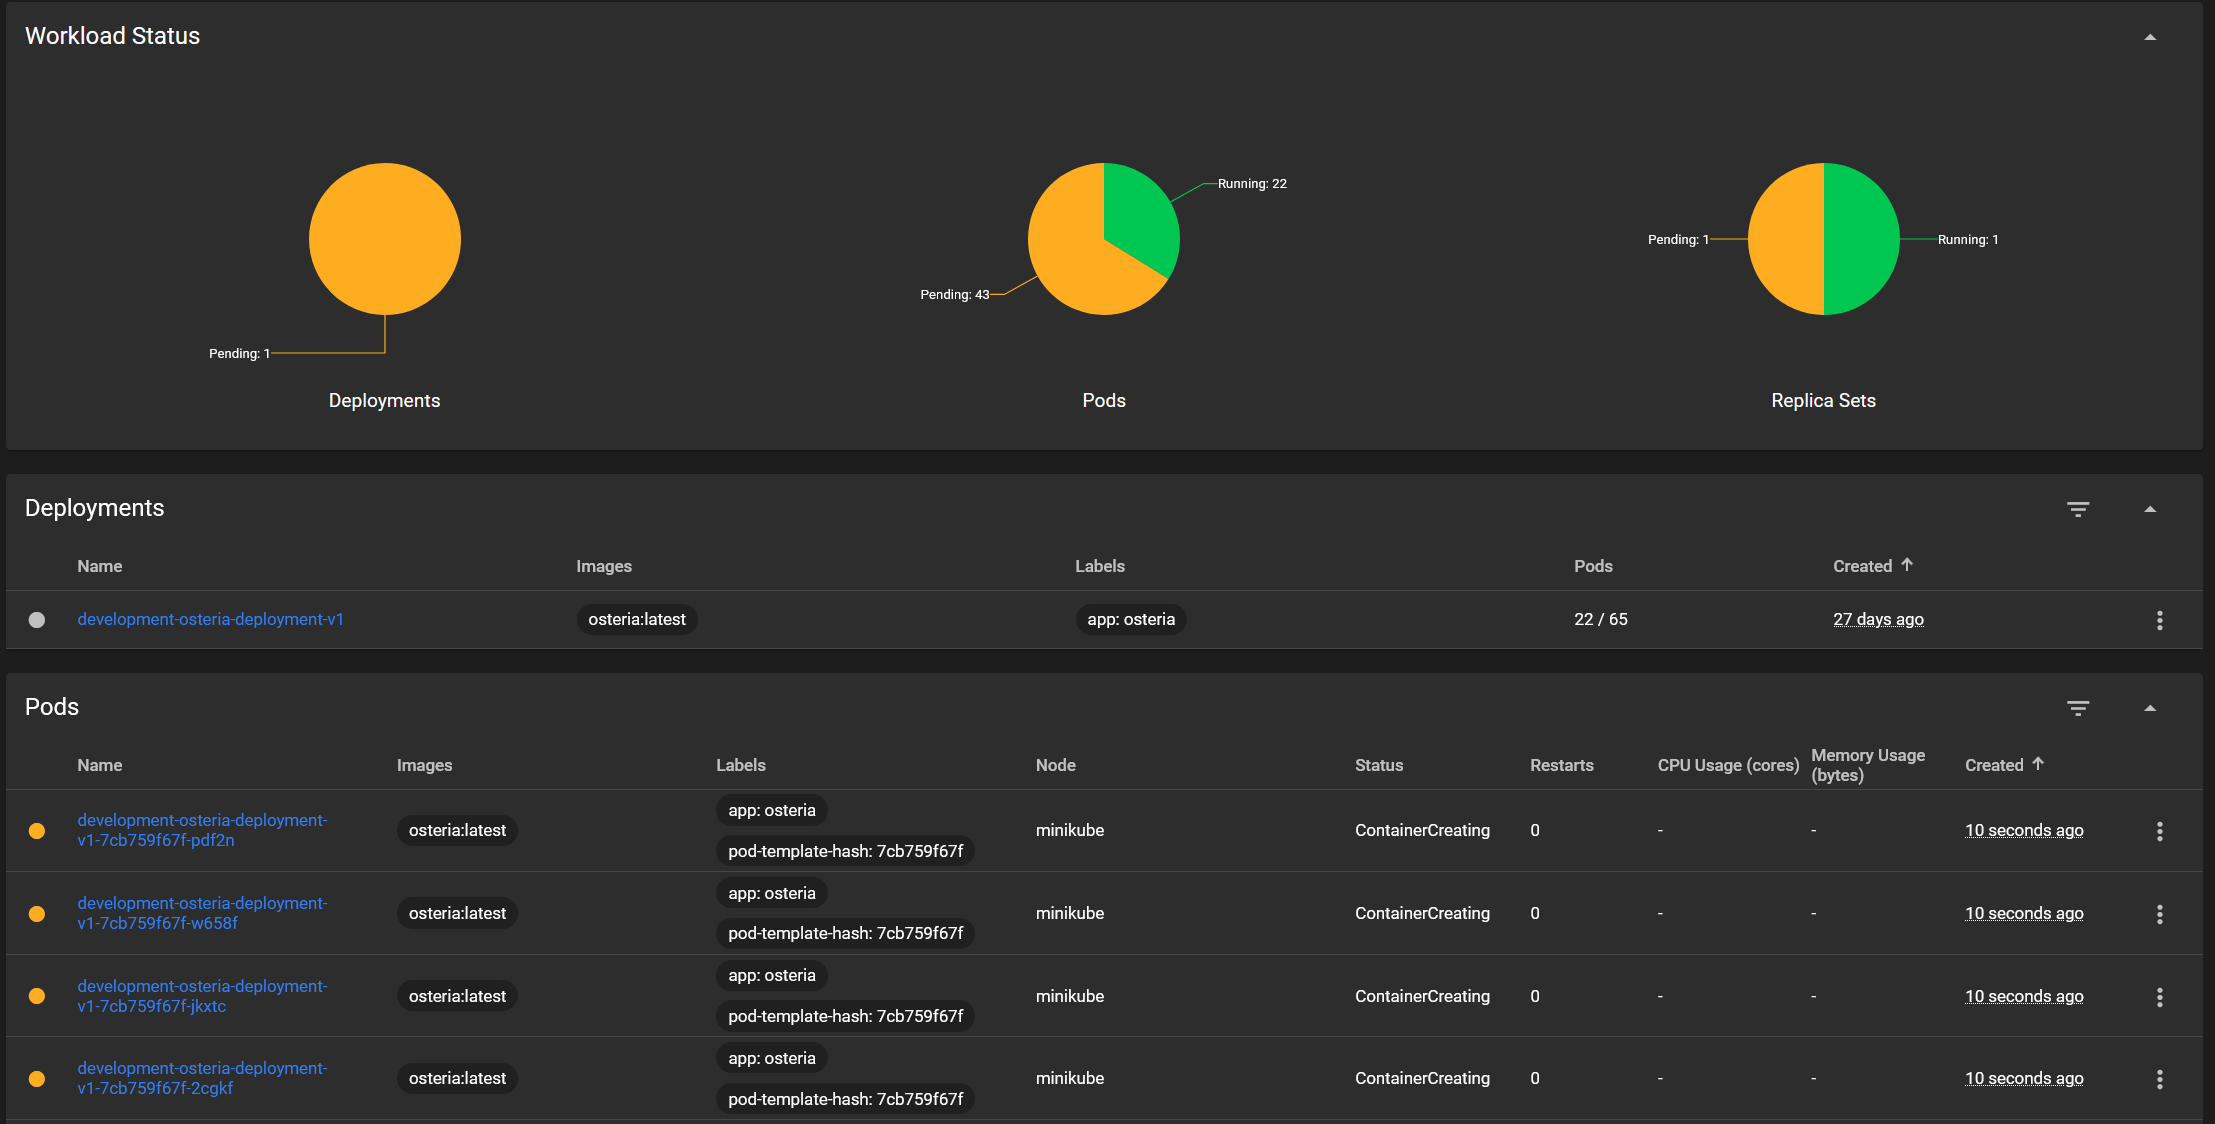 Workload Status
Running: 22
Pending: 1
Running: 1
Pending: 43
Pending: 1
Deployments
Pods
Replica Sets
Deployments
Name Images Labels Pods Created
development-osteria-deployment-v1 osteria:latest app: osteria 22 / 65 27 days ago
Pods
Name Images Labels Node Status Restarts CPU Usage (cores) Memory Usage (bytes) Created
development-osteria-deployment-
v1-7cb759f67f-pdf2n
osteria:latest
app: osteria
pod-template-hash: 7cb759f67f
minikube ContainerCreating 0 - - 10 seconds ago
development-osteria-deployment-
v1-7cb759f67f-w658f
osteria:latest
app: osteria
pod-template-hash: 7cb759f67f
minikube ContainerCreating 0 - - 10 seconds ago
development-osteria-deployment-
v1-7cb759f67f-jkxtc
osteria:latest
app: osteria
pod-template-hash: 7cb759f67f
minikube ContainerCreating 0 - - 10 seconds ago
development-osteria-deployment-
v1-7cb759f67f-2cgkf
osteria:latest
app: osteria
pod-template-hash: 7cb759f67f
minikube ContainerCreating 0 - - 10 seconds ago